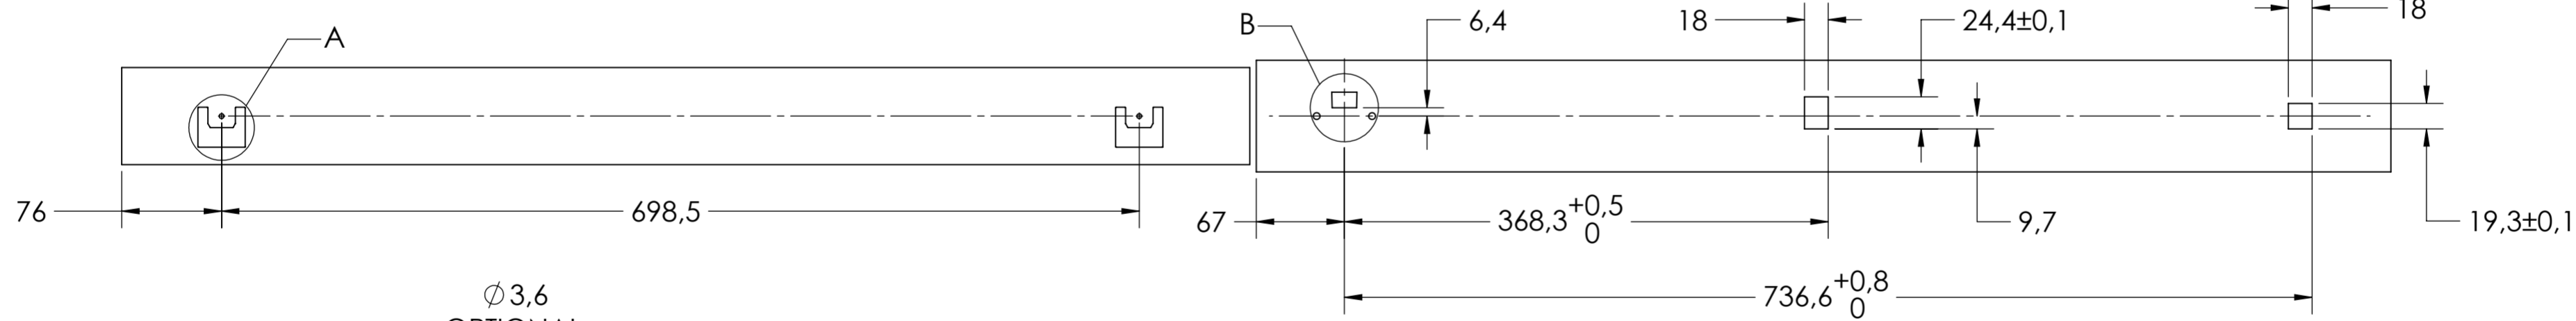 A
B
6,4
18
24,4±0,1
18
76
698,5
67
368,3 +0,5 0
9,7
19,3±0,1
736,6 +0,8 0
∅3,6
OPTIONAL